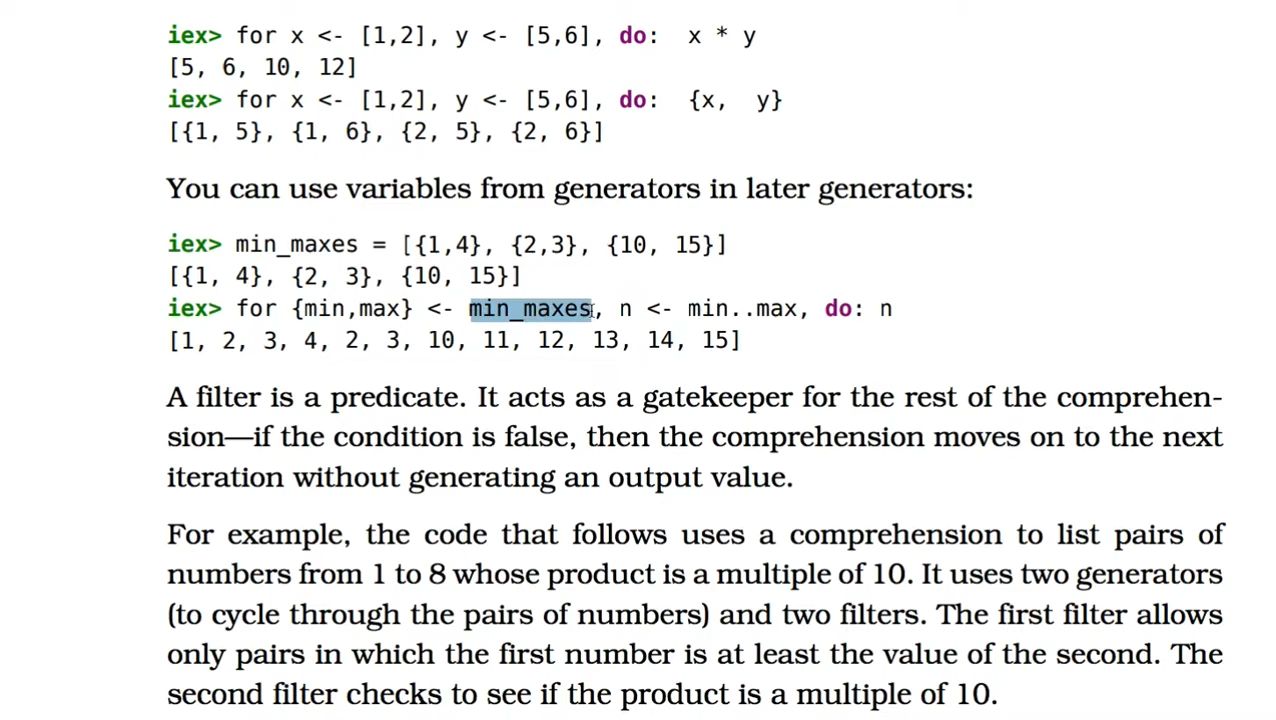 iex> for x <- [1,2], y <- [5,6], do:  x * y
[5, 6, 10, 12]
iex> for x <- [1,2], y <- [5,6], do:  {x,  y}
[{1, 5}, {1, 6}, {2, 5}, {2, 6}]
You can use variables from generators in later generators:
iex> min_maxes = [{1,4}, {2,3}, {10, 15}]
[{1, 4}, {2, 3}, {10, 15}]
iex> for {min,max} <- min_maxes, n <- min..max, do: n
[1, 2, 3, 4, 2, 3, 10, 11, 12, 13, 14, 15]
A filter is a predicate. It acts as a gatekeeper for the rest of the comprehen-
sion—if the condition is false, then the comprehension moves on to the next
iteration without generating an output value.
For example, the code that follows uses a comprehension to list pairs of
numbers from 1 to 8 whose product is a multiple of 10. It uses two generators
(to cycle through the pairs of numbers) and two filters. The first filter allows
only pairs in which the first number is at least the value of the second. The
second filter checks to see if the product is a multiple of 10.